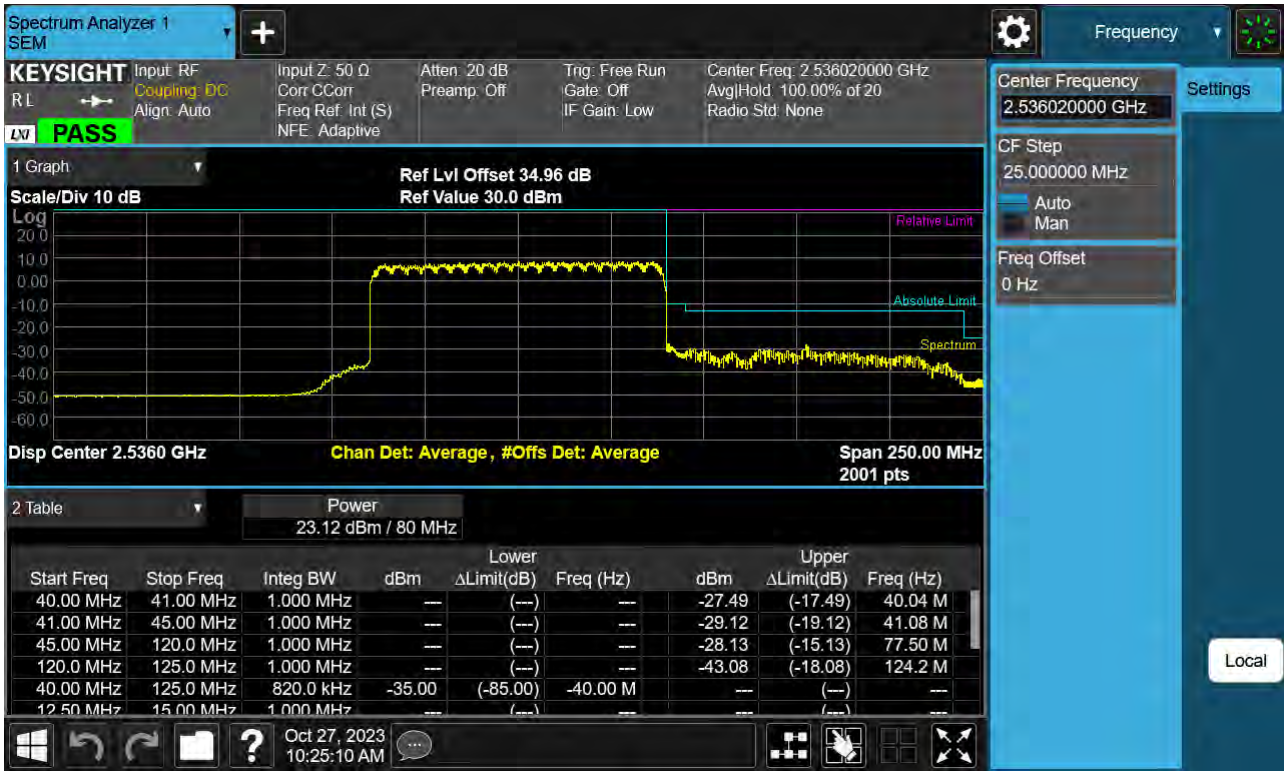 Spectrum Analyzer 1
SEM
+
Frequency
KEYSIGHT
RL
LXI
PASS
Input: RF
Coupling: DC
Align: Auto
Input Z: 50 Ω
Corr CCorr
Freq Ref: Int (S)
NFE: Adaptive
Atten: 20 dB
Preamp: Off
Trig: Free Run
Gate: Off
IF Gain: Low
Center Freq: 2.536020000 GHz
Avg|Hold: 100.00% of 20
Radio Std: None
Center Frequency
2.536020000 GHz
Settings
CF Step
25.000000 MHz
Auto
Man
Freq Offset
0 Hz
1 Graph
Scale/Div 10 dB
Ref Lvl Offset 34.96 dB
Ref Value 30.0 dBm
Log
20.0
10.0
0.00
-10.0
-20.0
-30.0
-40.0
-50.0
-60.0
Relative Limit
Absolute Limit
Spectrum
Disp Center 2.5360 GHz
Chan Det: Average, #Offs Det: Average
Span 250.00 MHz
2001 pts
2 Table
Power
23.12 dBm / 80 MHz
Lower Upper
Start Freq Stop Freq Integ BW dBm ΔLimit(dB) Freq (Hz) dBm ΔLimit(dB) Freq (Hz)
40.00 MHz 41.00 MHz 1.000 MHz --- (---) --- -27.49 (-17.49) 40.04 M
41.00 MHz 45.00 MHz 1.000 MHz --- (---) --- -29.12 (-19.12) 41.08 M
45.00 MHz 120.0 MHz 1.000 MHz --- (---) --- -28.13 (-15.13) 77.50 M
120.0 MHz 125.0 MHz 1.000 MHz --- (---) --- -43.08 (-18.08) 124.2 M
40.00 MHz 125.0 MHz 820.0 kHz -35.00 (-85.00) -40.00 M --- (---) ---
12.50 MHz 15.00 MHz 1.000 MHz --- (---) --- --- (---) ---
Local
?
Oct 27, 2023
10:25:10 AM